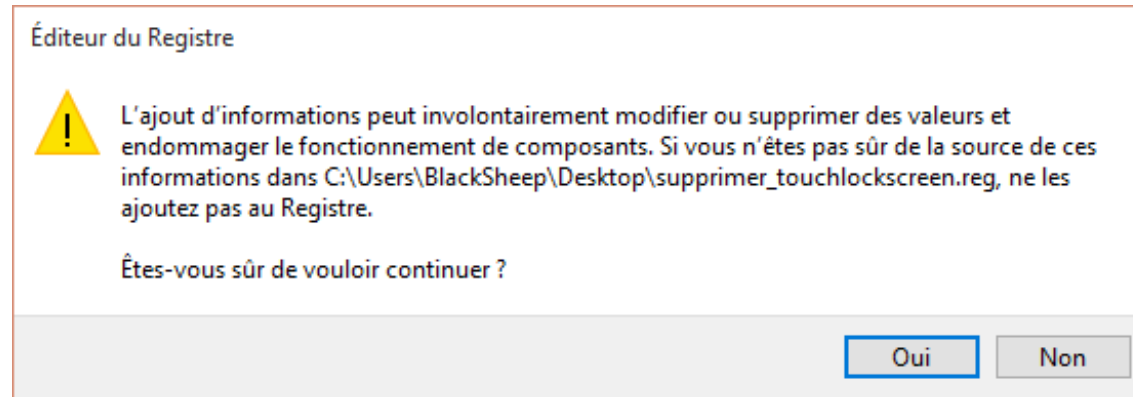 Éditeur du Registre
L'ajout d'informations peut involontairement modifier ou supprimer des valeurs et
endommager le fonctionnement de composants. Si vous n'êtes pas sûr de la source de ces
informations dans C:\Users\BlackSheep\Desktop\supprimer_touchlockscreen.reg, ne les
ajoutez pas au Registre.
Êtes-vous sûr de vouloir continuer ?
Oui Non